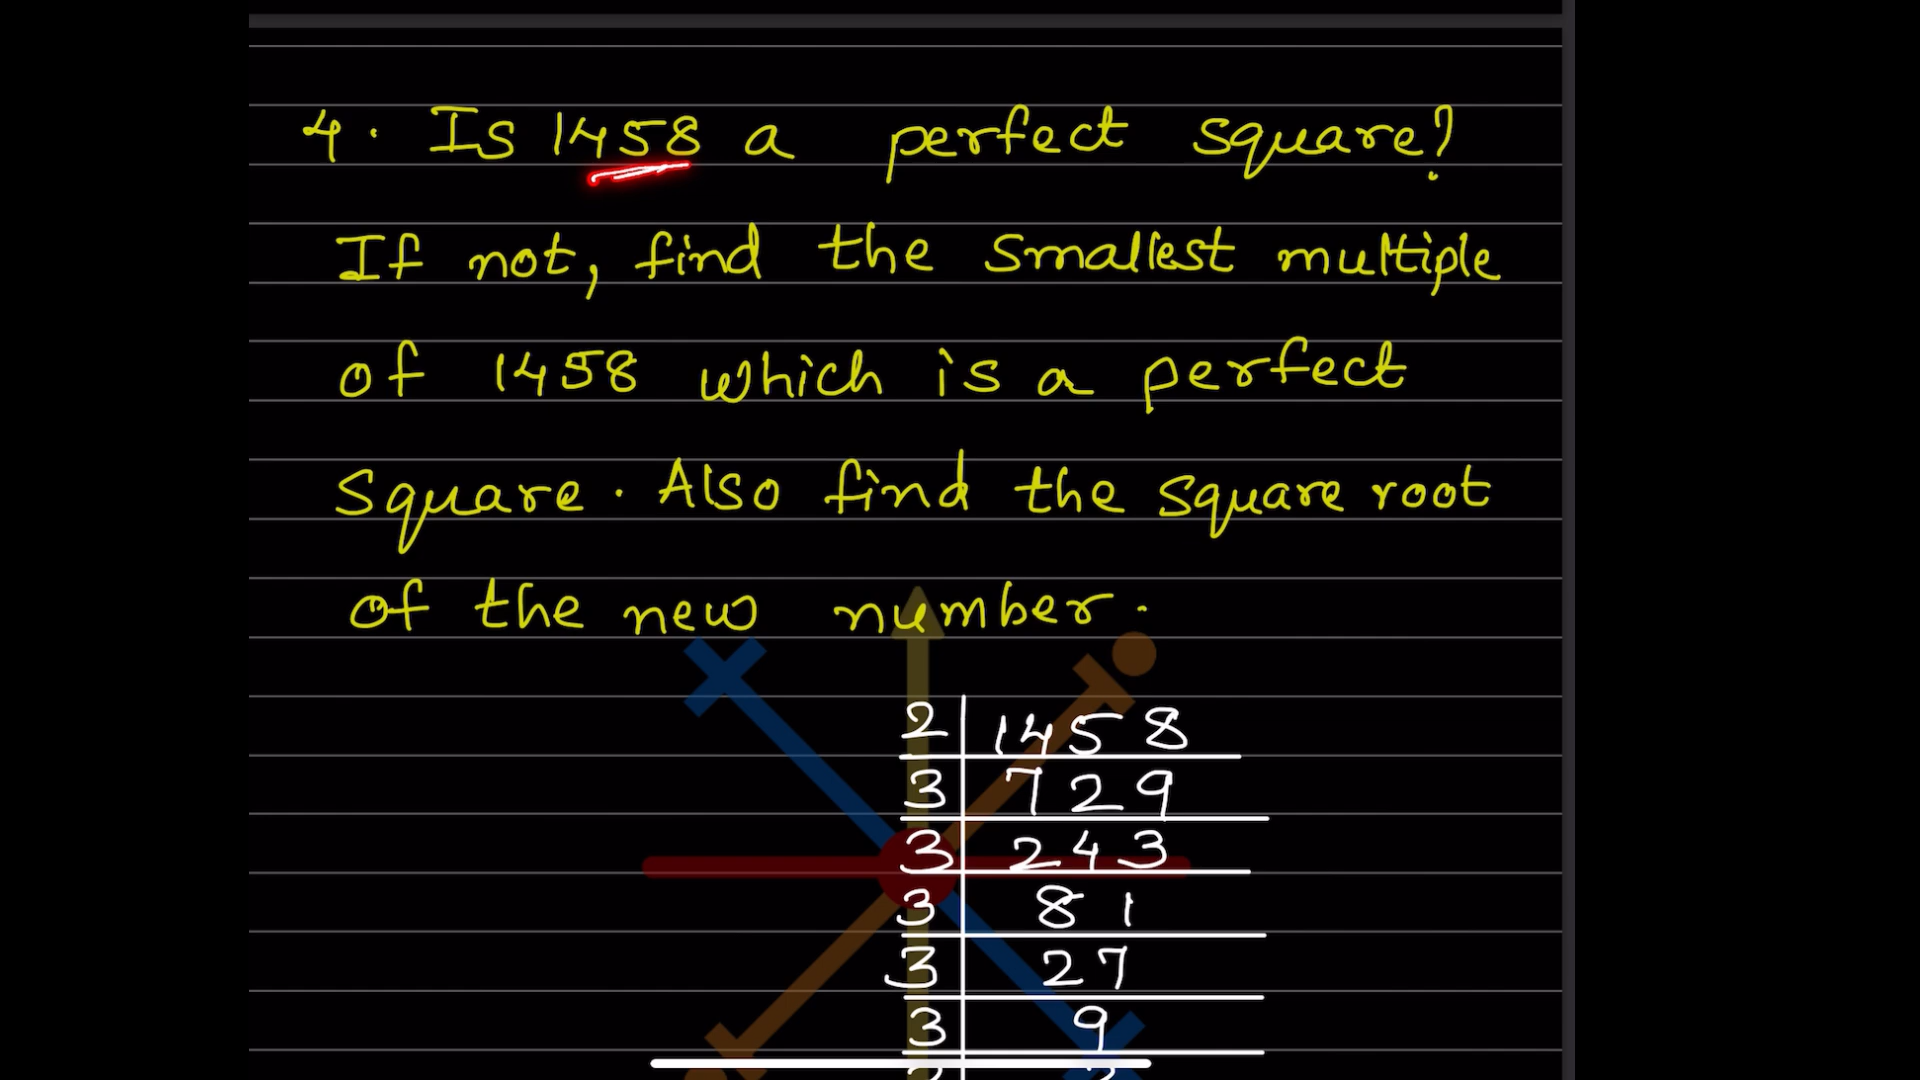 4. Is 1458 a perfect square?
If not, find the smallest multiple
of 1458 which is a perfect
square. Also find the square root
of the new number.
2 1458
3 729
3 243
3 81
3 27
3 9